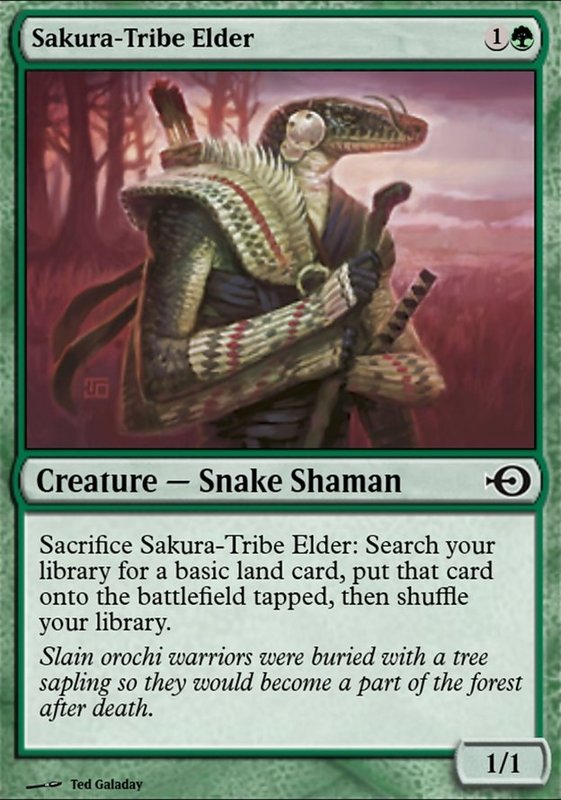 Sakura-Tribe Elder 1
Creature — Snake Shaman
Sacrifice Sakura-Tribe Elder: Search your
library for a basic land card, put that card
onto the battlefield tapped, then shuffle
your library.
Slain orochi warriors were buried with a tree
sapling so they would become a part of the forest
after death.
1/1
Ted Galaday